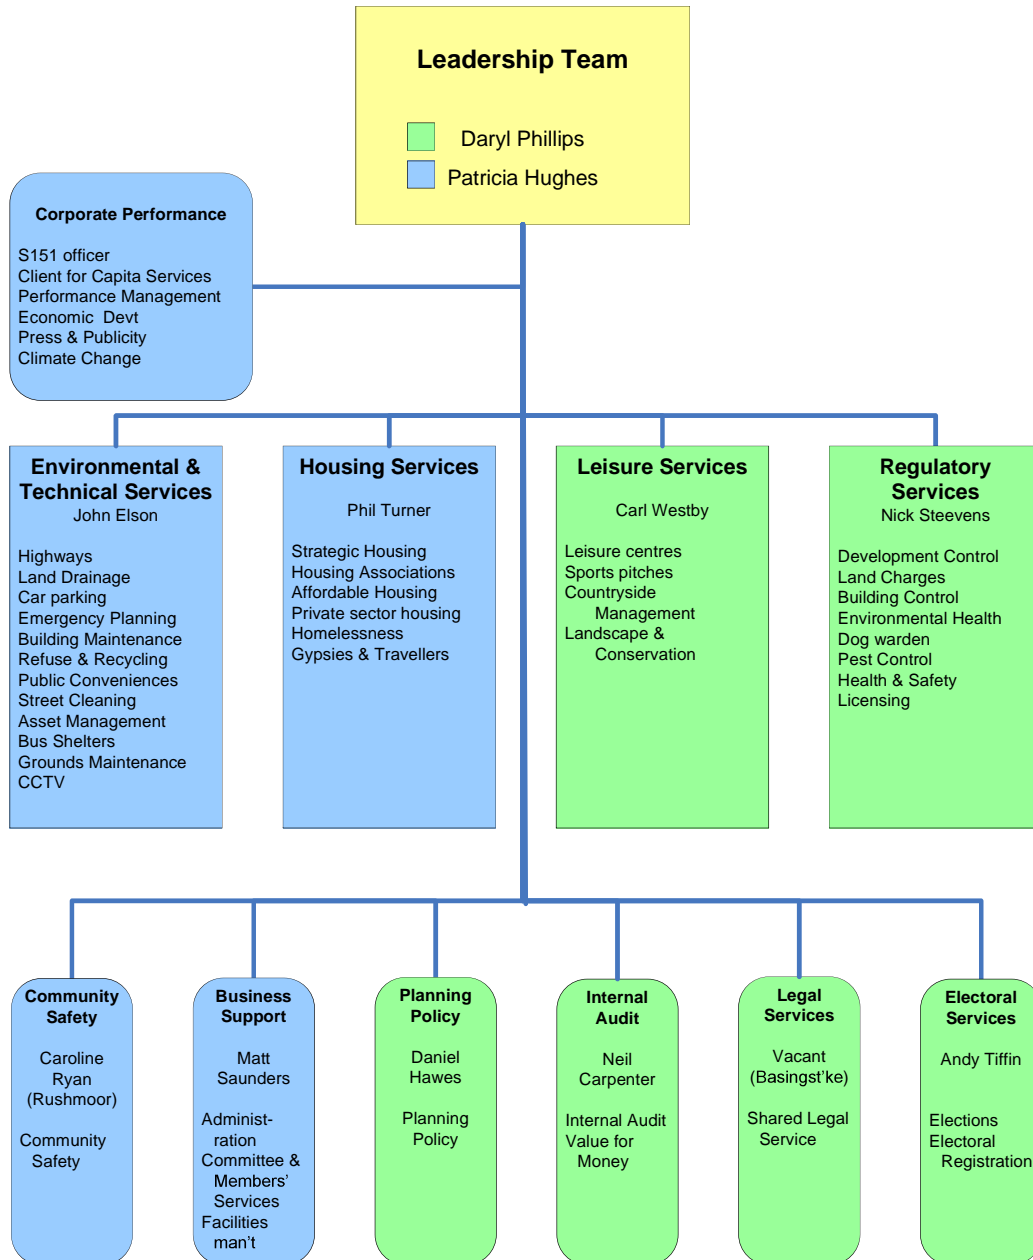 Leadership Team
Daryl Phillips
Patricia Hughes
Corporate Performance
S151 officer
Client for Capita Services
Performance Management
Economic Devt
Press & Publicity
Climate Change
Environmental &
Technical Services
John Elson
Highways
Land Drainage
Car parking
Emergency Planning
Building Maintenance
Refuse & Recycling
Public Conveniences
Street Cleaning
Asset Management
Bus Shelters
Grounds Maintenance
CCTV
Housing Services
Phil Turner
Strategic Housing
Housing Associations
Affordable Housing
Private sector housing
Homelessness
Gypsies & Travellers
Leisure Services
Carl Westby
Leisure centres
Sports pitches
Countryside
Management
Landscape &
Conservation
Regulatory
Services
Nick Steevens
Development Control
Land Charges
Building Control
Environmental Health
Dog warden
Pest Control
Health & Safety
Licensing
Community
Safety
Caroline
Ryan
(Rushmoor)
Community
Safety
Business
Support
Matt
Saunders
Administ-
ration
Committee &
Members'
Services
Facilities
man't
Planning
Policy
Daniel
Hawes
Planning
Policy
Internal
Audit
Neil
Carpenter
Internal Audit
Value for
Money
Legal
Services
Vacant
(Basingst'ke)
Shared Legal
Service
Electoral
Services
Andy Tiffin
Elections
Electoral
Registration